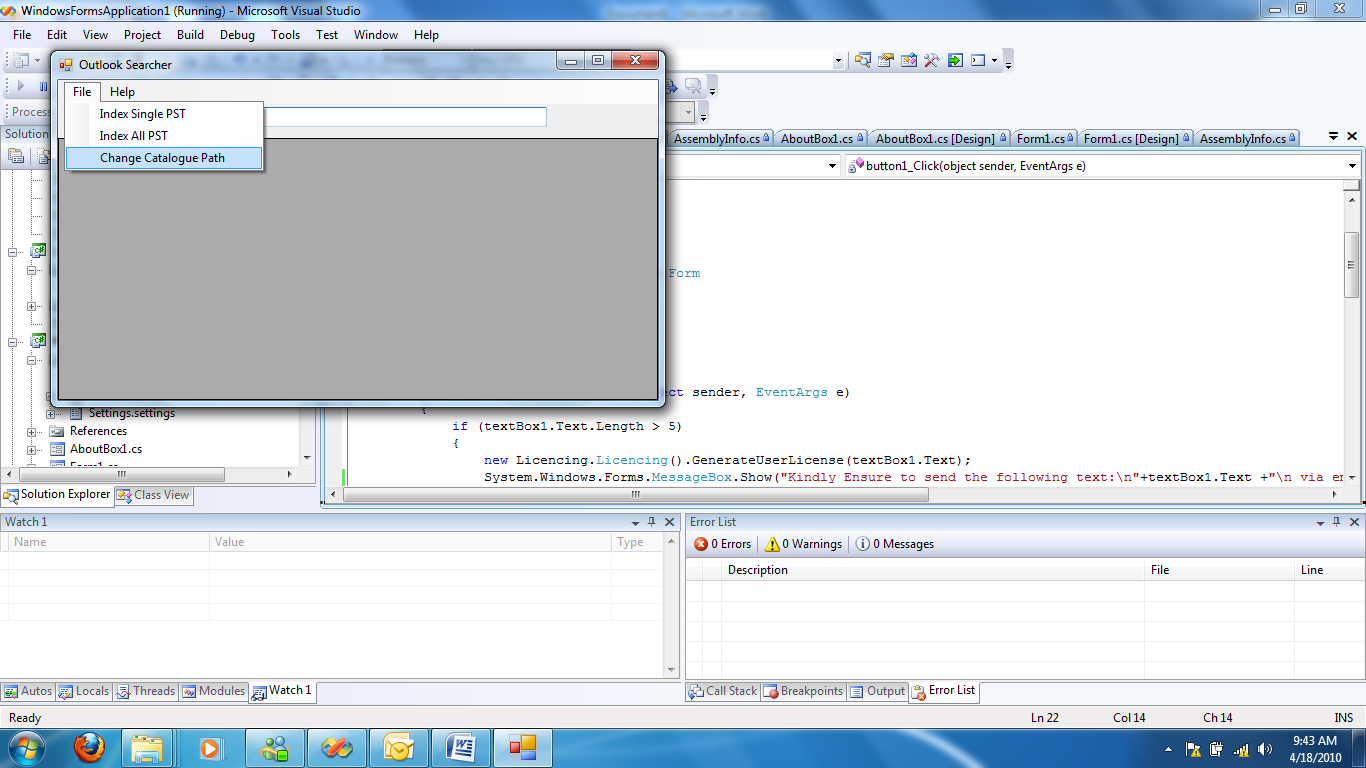 WindowsFormsApplication1 (Running) - Microsoft Visual Studio
File Edit View Project Build Debug Tools Test Window Help
Outlook Searcher
File Help
Index Single PST
Index All PST
Change Catalogue Path
Process
Solution
AssemblyInfo.cs AboutBox1.cs AboutBox1.cs [Design] Form1.cs Form1.cs [Design] AssemblyInfo.cs
button1_Click(object sender, EventArgs e)
Form
ct sender, EventArgs e)
{
if (textBox1.Text.Length > 5)
{
new Licencing.Licencing().GenerateUserLicense(textBox1.Text);
System.Windows.Forms.MessageBox.Show("Kindly Ensure to send the following text:\n"+textBox1.Text +"\n via en
Settings.settings
References
AboutBox1.cs
Form1.cs
Solution Explorer Class View
Watch 1
Name Value Type
Error List
0 Errors 0 Warnings 0 Messages
Description File Line
Autos Locals Threads Modules Watch 1
Call Stack Breakpoints Output Error List
Ready Ln 22 Col 14 Ch 14 INS
9:43 AM
4/18/2010